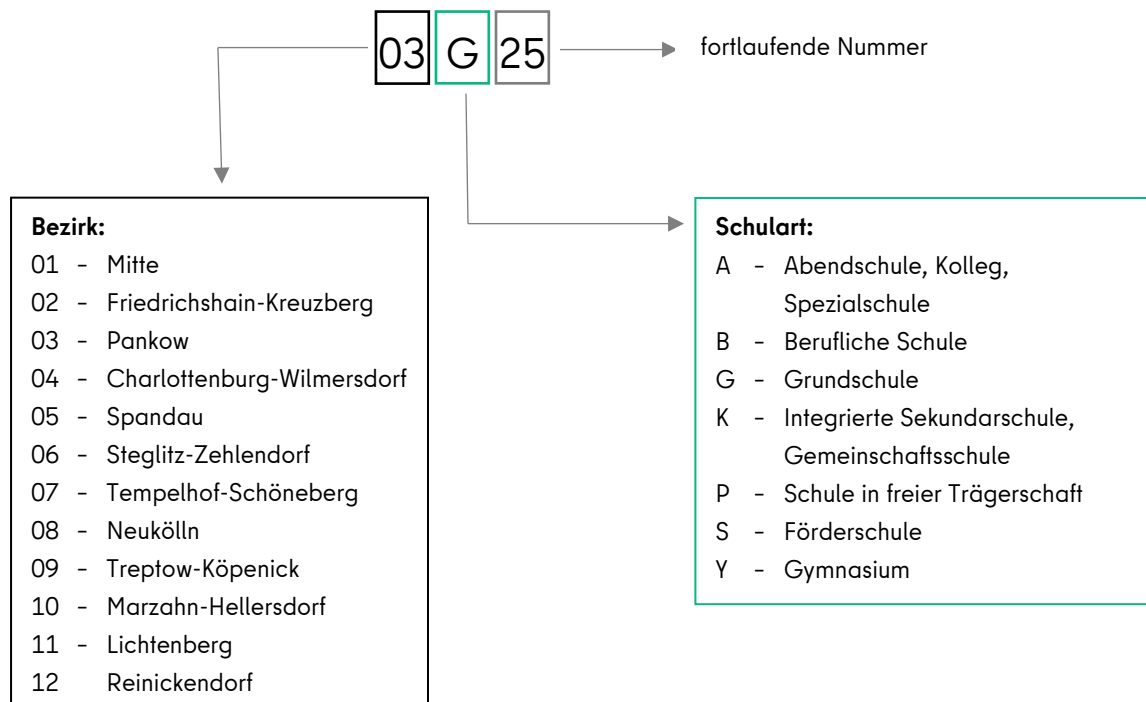 03 G 25
fortlaufende Nummer
Bezirk:
01 - Mitte
02 - Friedrichshain-Kreuzberg
03 - Pankow
04 - Charlottenburg-Wilmersdorf
05 - Spandau
06 - Steglitz-Zehlendorf
07 - Tempelhof-Schöneberg
08 - Neukölln
09 - Treptow-Köpenick
10 - Marzahn-Hellersdorf
11 - Lichtenberg
12 Reinickendorf
Schulart:
A - Abendschule, Kolleg,
Spezialschule
B - Berufliche Schule
G - Grundschule
K - Integrierte Sekundarschule,
Gemeinschaftsschule
P - Schule in freier Trägerschaft
S - Förderschule
Y - Gymnasium